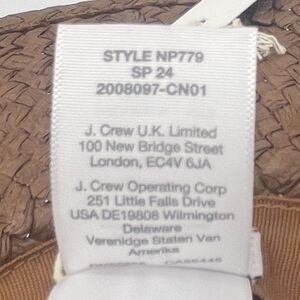 STYLE NP779
SP 24
2008097-CN01
J. Crew U.K. Limited
100 New Bridge Street
London, EC4V 6JA
J. Crew Operating Corp
251 Little Falls Drive
USA DE19808 Wilmington
Delaware
Verenidge Staten Van
Amerika